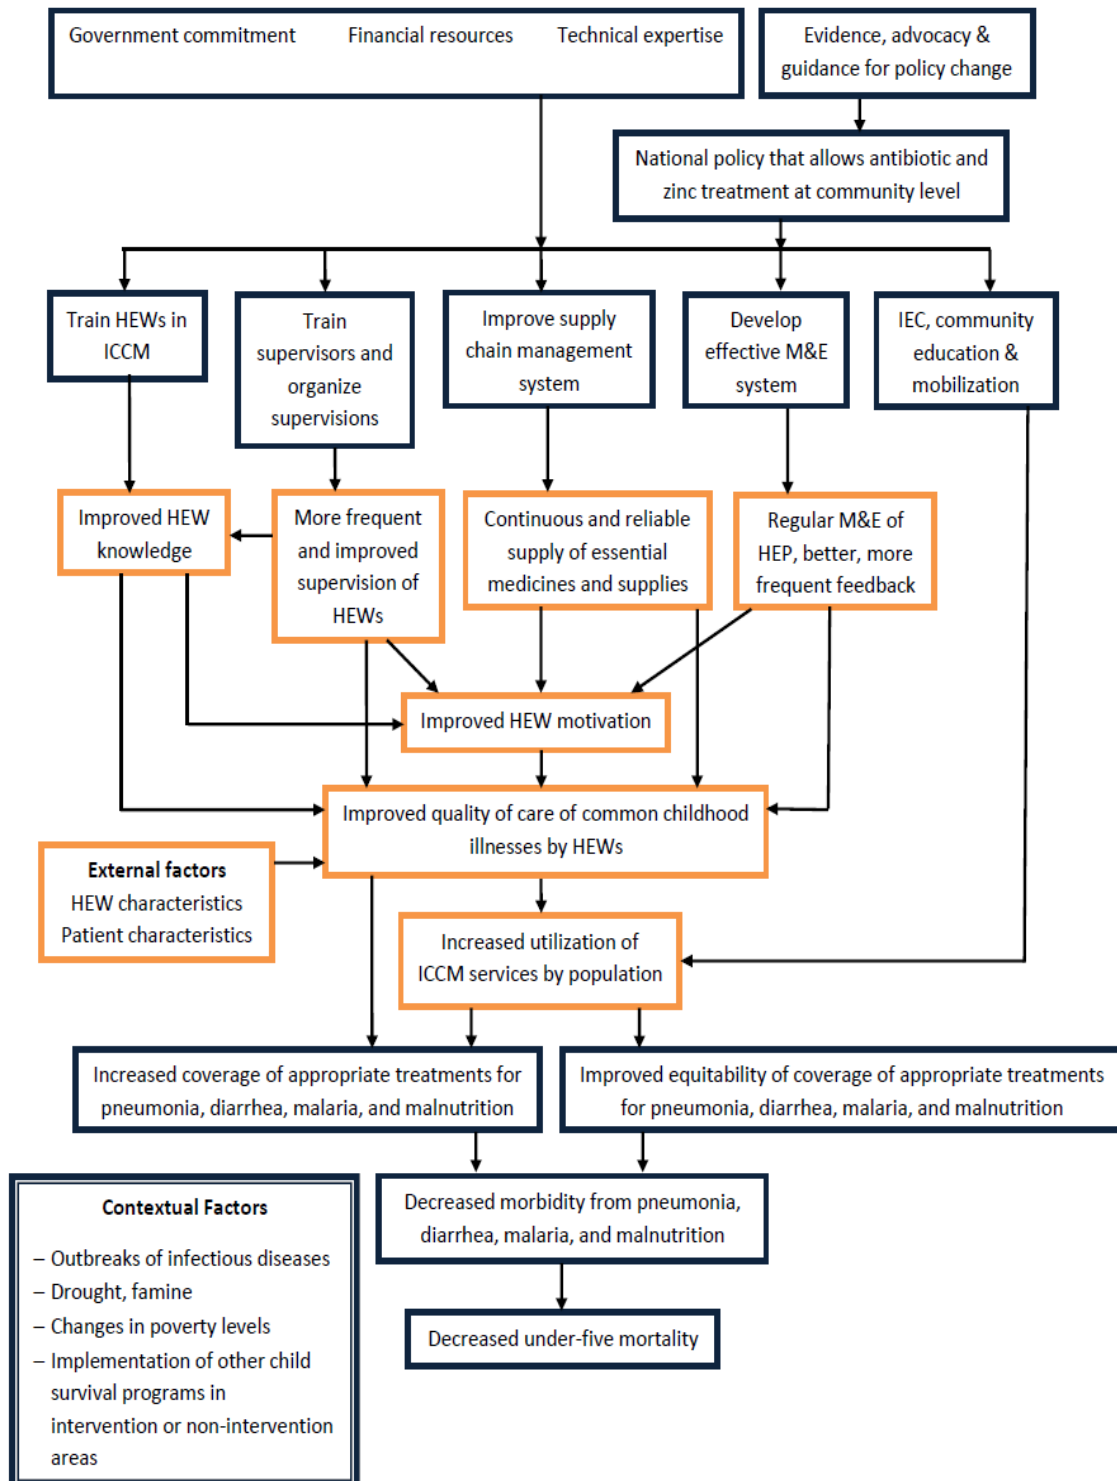 Government commitment Financial resources Technical expertise
Evidence, advocacy &
guidance for policy change
National policy that allows antibiotic and
zinc treatment at community level
Train HEWs in
ICCM
Train
supervisors and
organize
supervisions
Improve supply
chain management
system
Develop
effective M&E
system
IEC, community
education &
mobilization
Improved HEW
knowledge
More frequent
and improved
supervision of
HEWs
Continuous and reliable
supply of essential
medicines and supplies
Regular M&E of
HEP, better, more
frequent feedback
Improved HEW motivation
Improved quality of care of common childhood
illnesses by HEWs
External factors
HEW characteristics
Patient characteristics
Increased utilization of
ICCM services by population
Increased coverage of appropriate treatments for
pneumonia, diarrhea, malaria, and malnutrition
Improved equitability of coverage of appropriate treatments
for pneumonia, diarrhea, malaria, and malnutrition
Decreased morbidity from pneumonia,
diarrhea, malaria, and malnutrition
Decreased under-five mortality
Contextual Factors
– Outbreaks of infectious diseases
– Drought, famine
– Changes in poverty levels
– Implementation of other child
survival programs in
intervention or non-intervention
areas